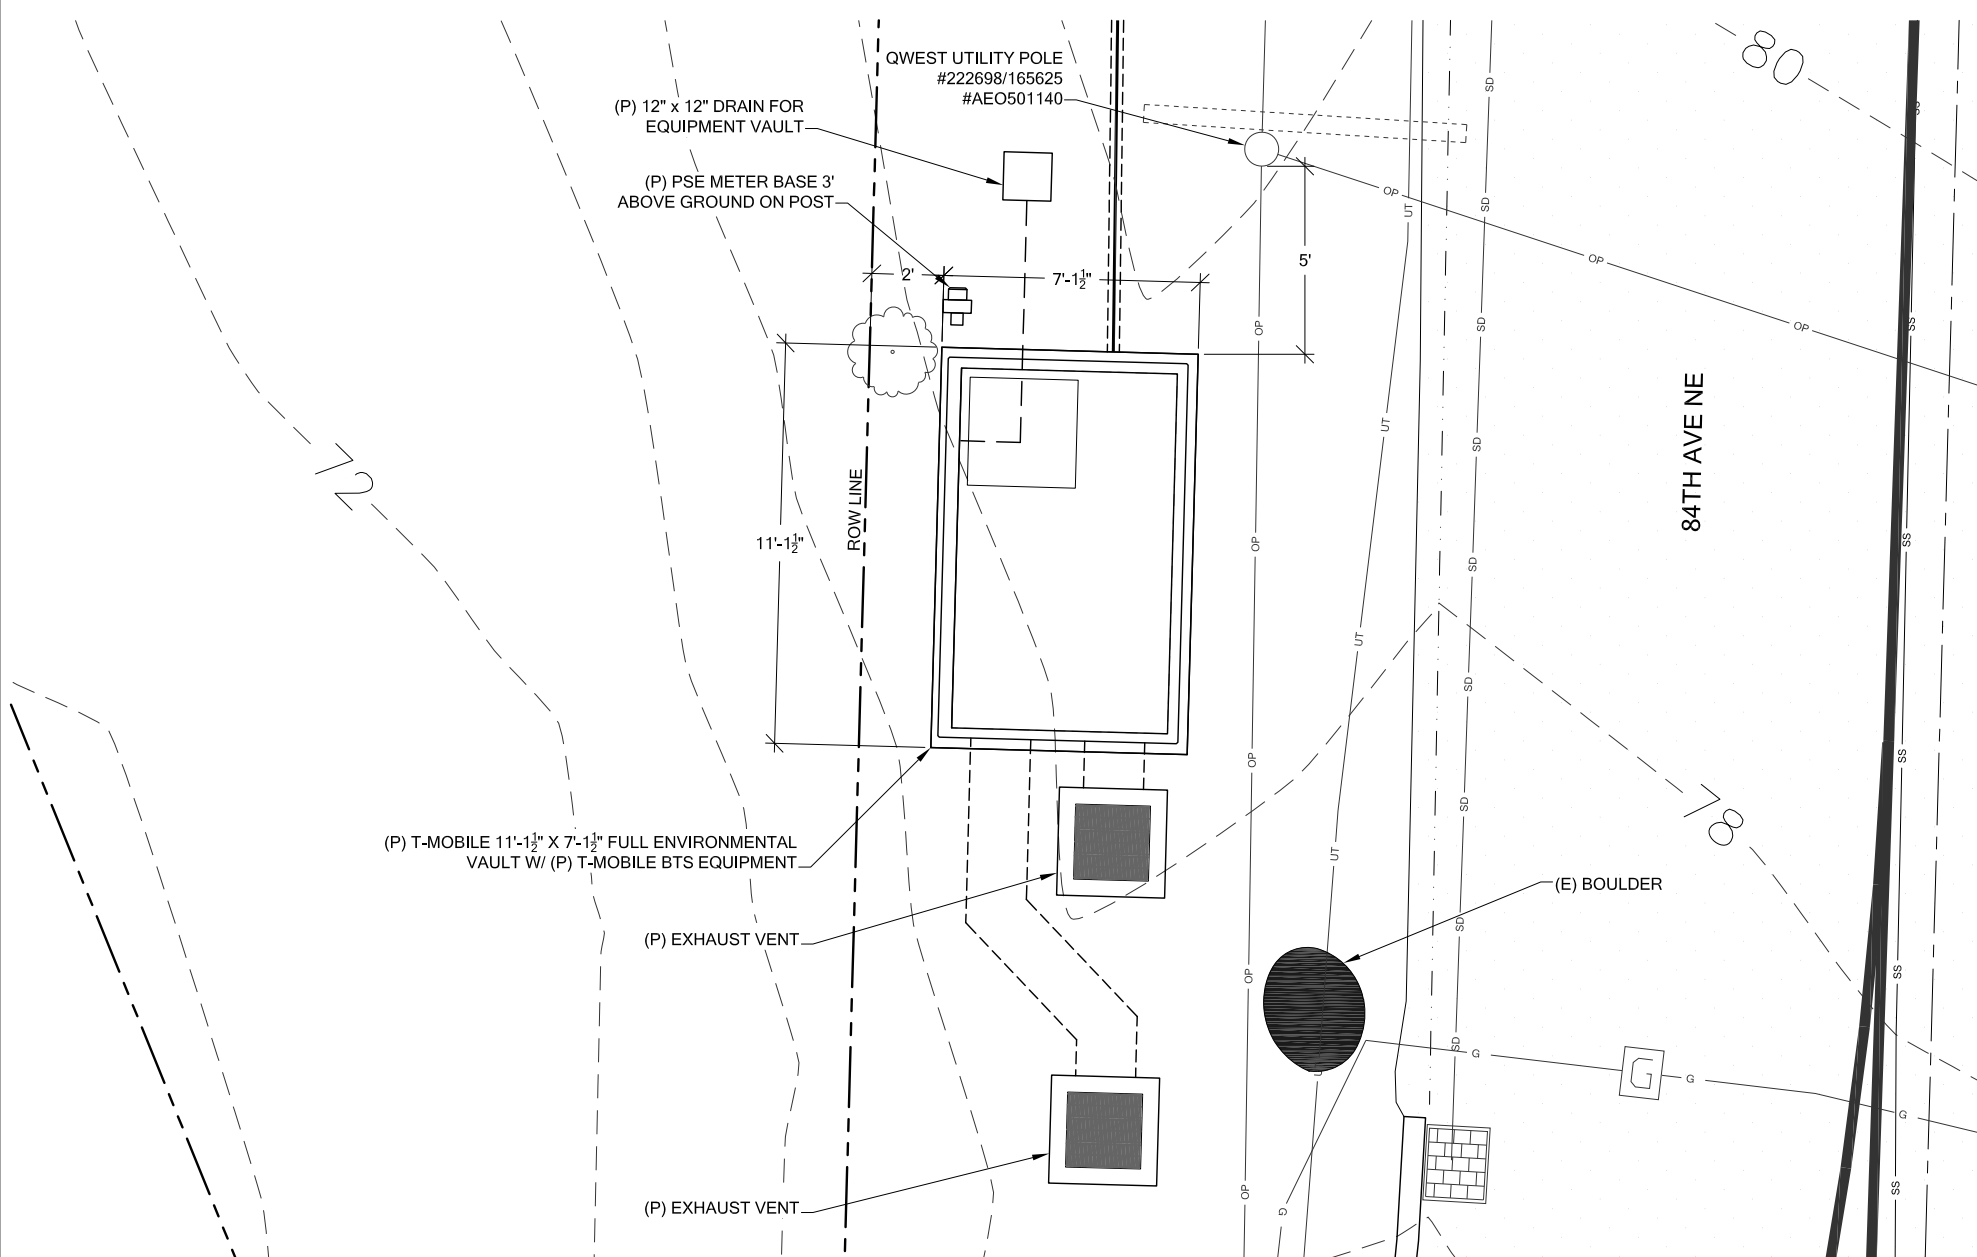 80
QWEST UTILITY POLE
#222698/165625
#AEO501140
(P) 12" x 12" DRAIN FOR
EQUIPMENT VAULT
(P) PSE METER BASE 3'
ABOVE GROUND ON POST
2'
7'-1½"
5'
SD
SD
SD
SD
SD
SD
SD
SD
SD
OP
OP
OP
OP
OP
OP
OP
OP
UT
UT
UT
UT
SS
SS
SS
SS
SS
SS
84TH AVE NE
72
ROW LINE
11'-1½"
78
(P) T-MOBILE 11'-1½" X 7'-1½" FULL ENVIRONMENTAL
VAULT W/ (P) T-MOBILE BTS EQUIPMENT
(E) BOULDER
(P) EXHAUST VENT
G
G
G
G
G
(P) EXHAUST VENT